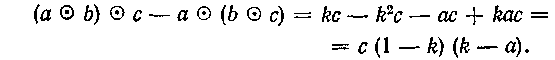 (a ⊙ b) ⊙ c — a ⊙ (b ⊙ c) = kc — k²c — ac + kac =
= c (1 — k) (k — a).